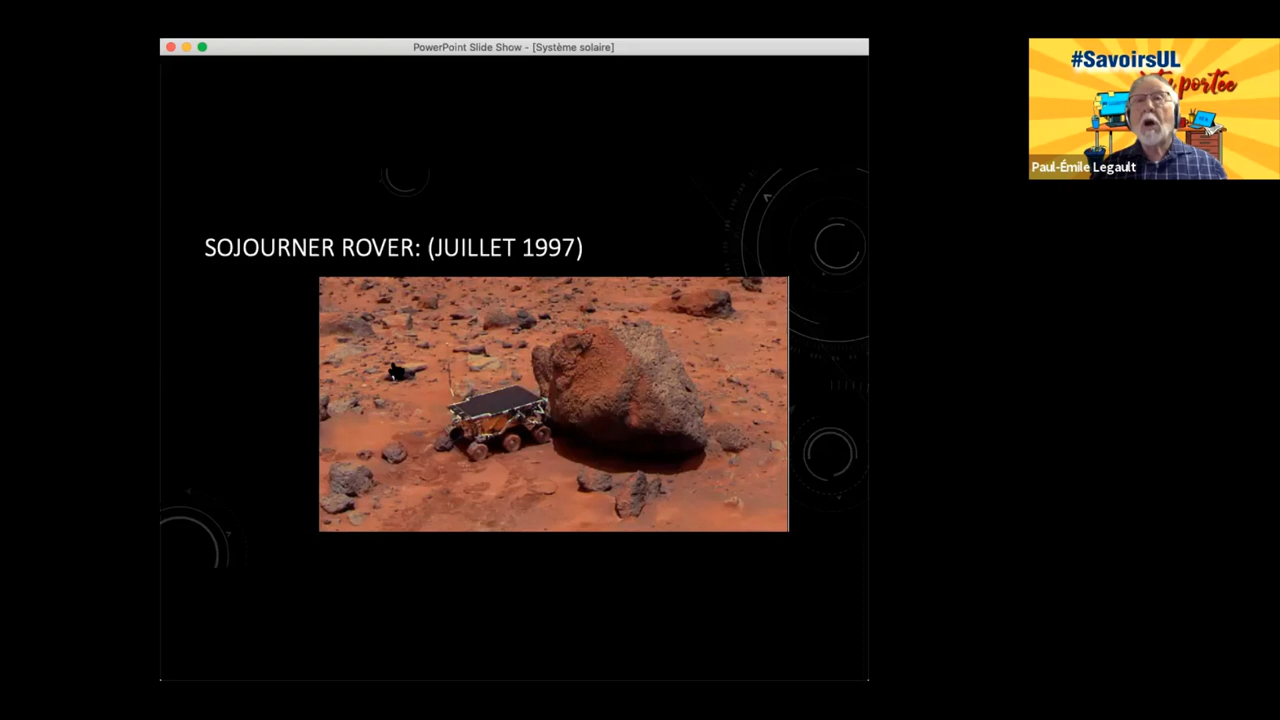 PowerPoint Slide Show - [Système solaire]
SOJOURNER ROVER: (JUILLET 1997)
#SavoirsUL
portée
Paul-Émile Legault